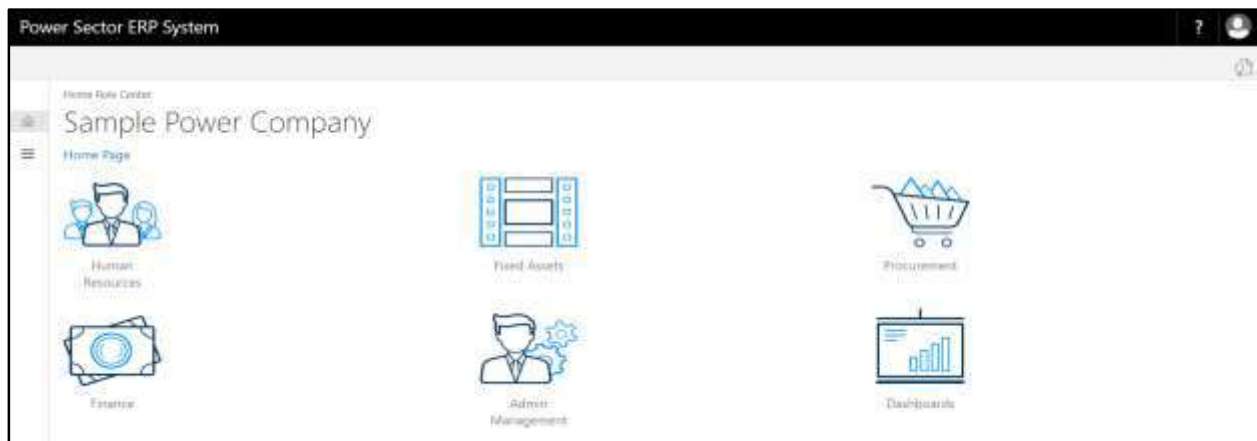 Power Sector ERP System
?
Home Role Center
Sample Power Company
Home Page
Human
Resources
Fixed Assets
Procurement
Finance
Admin
Management
Dashboards